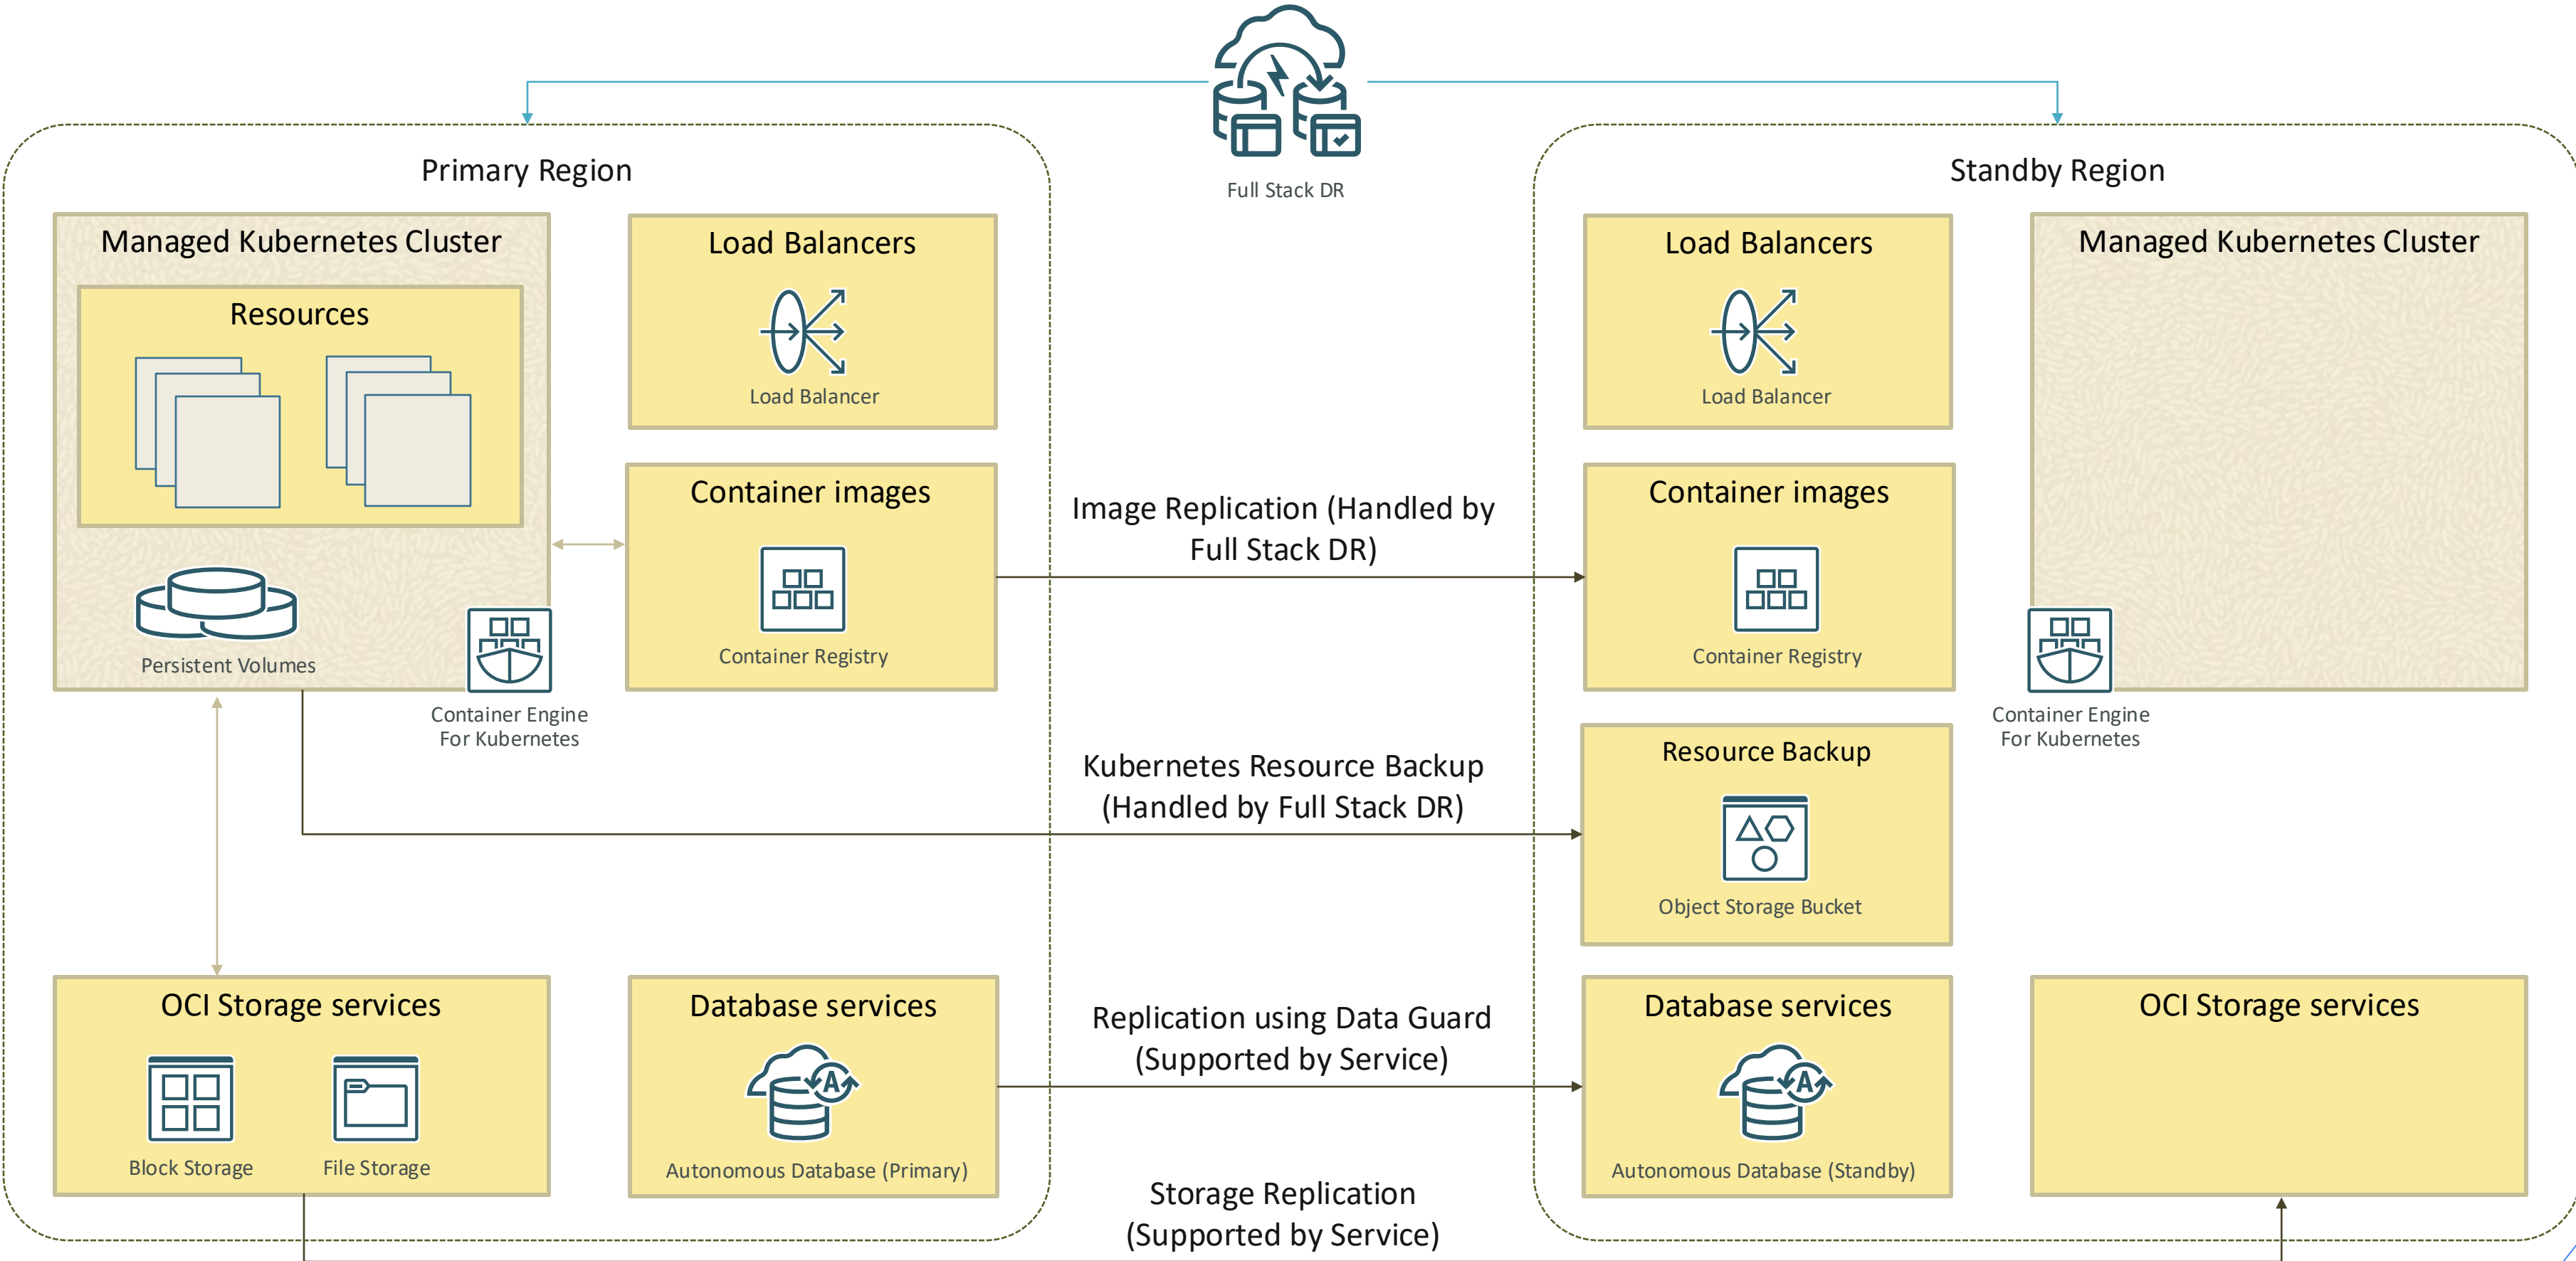 Full Stack DR
Primary Region
Managed Kubernetes Cluster
Resources
Persistent Volumes
Container Engine
For Kubernetes
Load Balancers
Load Balancer
Container images
Container Registry
OCI Storage services
Block Storage
File Storage
Database services
Autonomous Database (Primary)
Image Replication (Handled by
Full Stack DR)
Kubernetes Resource Backup
(Handled by Full Stack DR)
Replication using Data Guard
(Supported by Service)
Storage Replication
(Supported by Service)
Standby Region
Load Balancers
Load Balancer
Container images
Container Registry
Resource Backup
Object Storage Bucket
Database services
A
Autonomous Database (Standby)
Managed Kubernetes Cluster
Container Engine
For Kubernetes
OCI Storage services
A